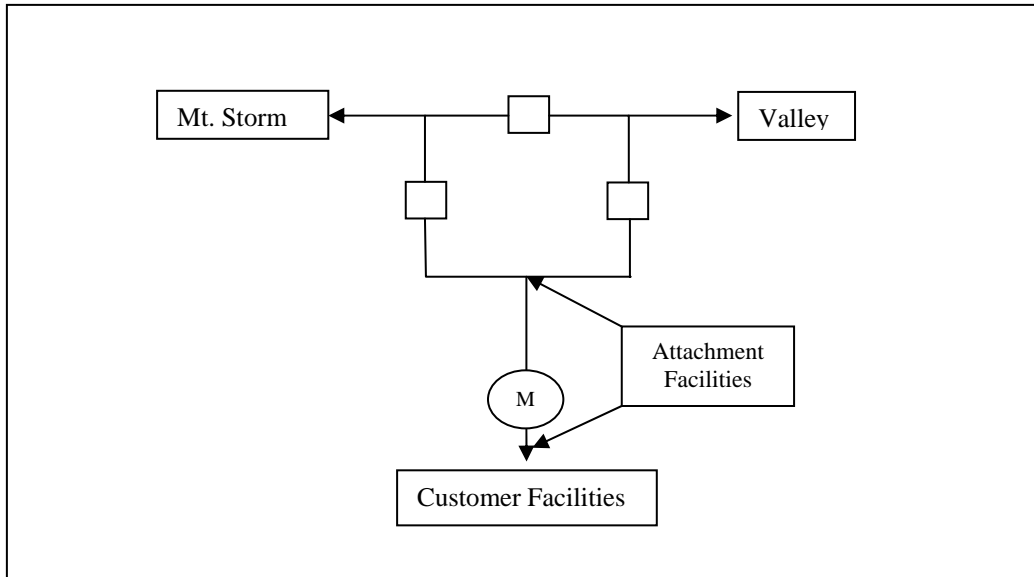 Mt. Storm
Valley
Attachment
Facilities
M
Customer Facilities